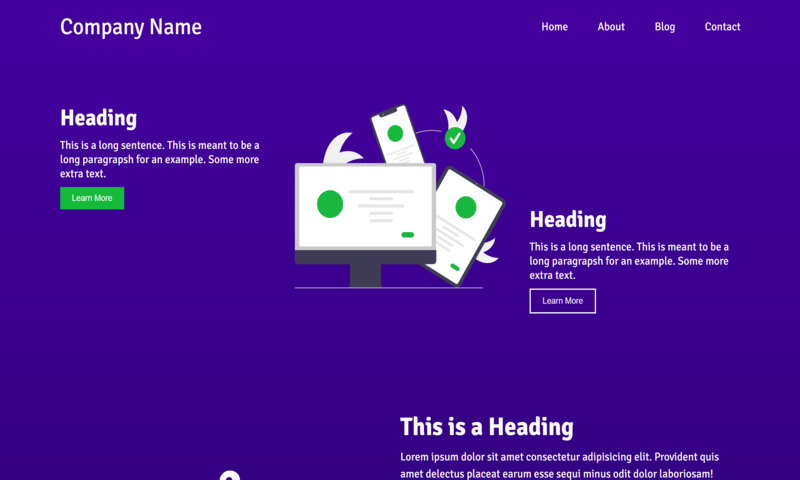 Company Name
Home
About
Blog
Contact
Heading
This is a long sentence. This is meant to be a
long paragrapsh for an example. Some more
extra text.
Learn More
Heading
This is a long sentence. This is meant to be a
long paragrapsh for an example. Some more
extra text.
Learn More
This is a Heading
Lorem ipsum dolor sit amet consectetur adipisicing elit. Provident quis
amet delectus placeat earum esse sequi minus odit dolor laboriosam!